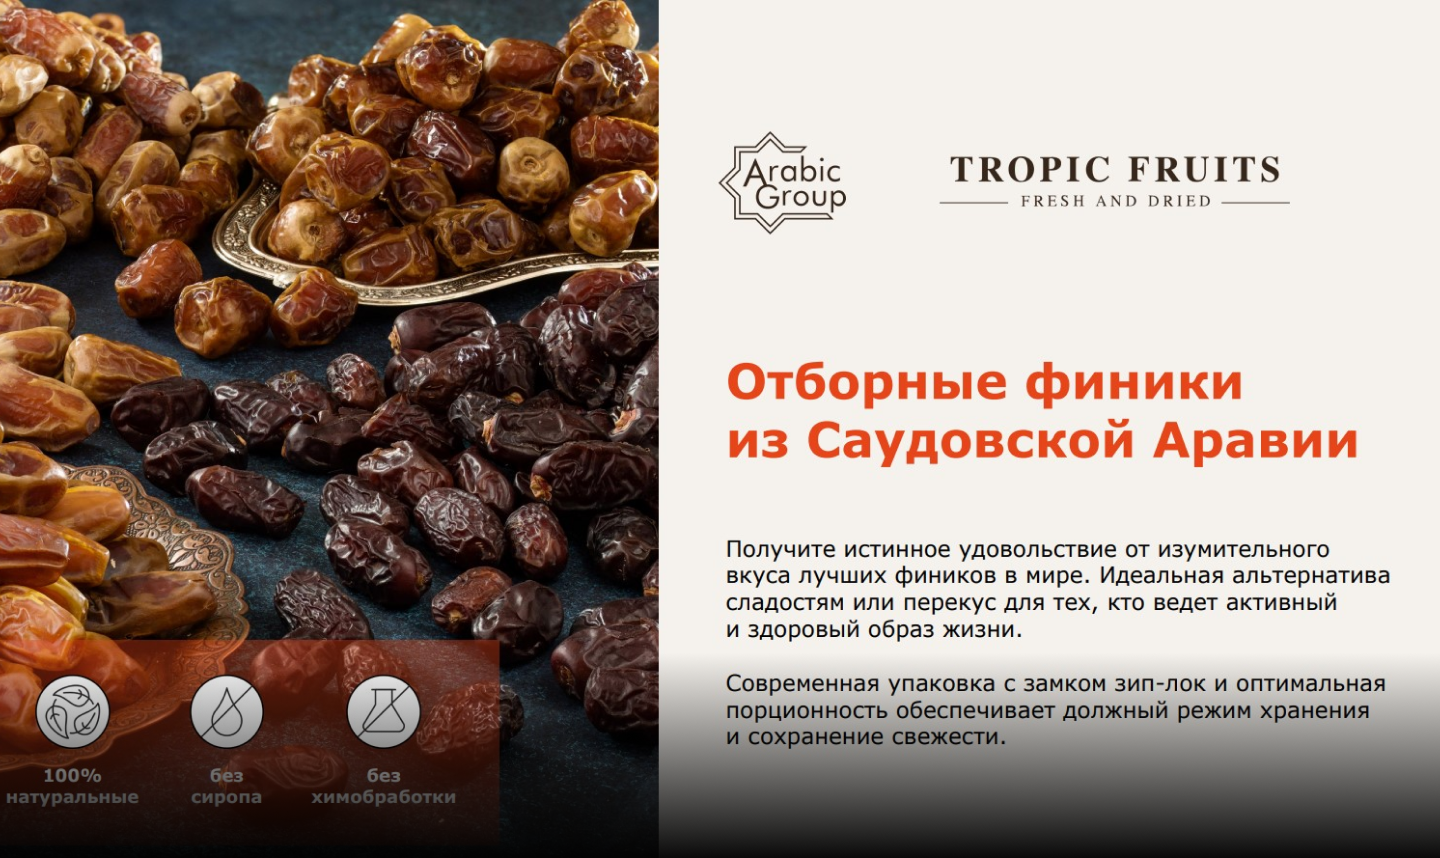 Arabic
Group
TROPIC FRUITS
FRESH AND DRIED
Отборные финики
из Саудовской Аравии
Получите истинное удовольствие от изумительного
вкуса лучших фиников в мире. Идеальная альтернатива
сладостям или перекус для тех, кто ведет активный
и здоровый образ жизни.
Современная упаковка с замком зип-лок и оптимальная
порционность обеспечивает должный режим хранения
и сохранение свежести.
100%
натуральные
без
сиропа
без
химобработки